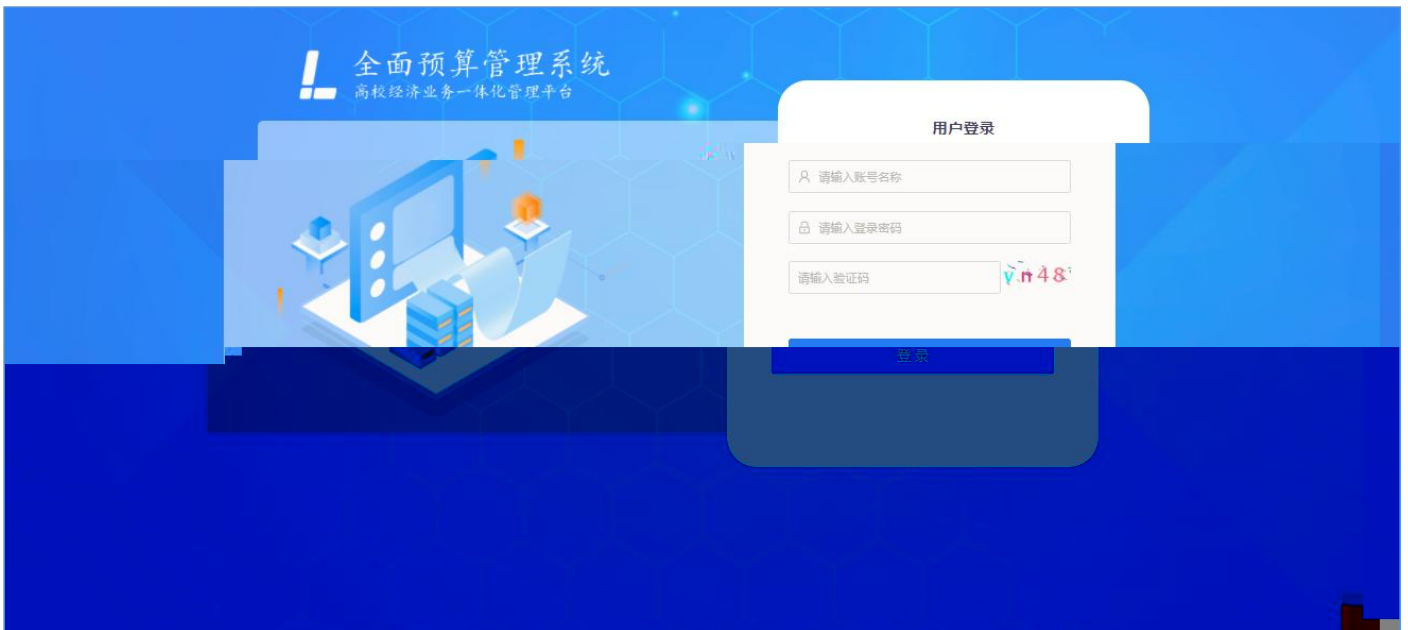 全面预算管理系统
高校经济业务一体化管理平台
用户登录
请输入账号名称
请输入登录密码
请输入验证码
登录